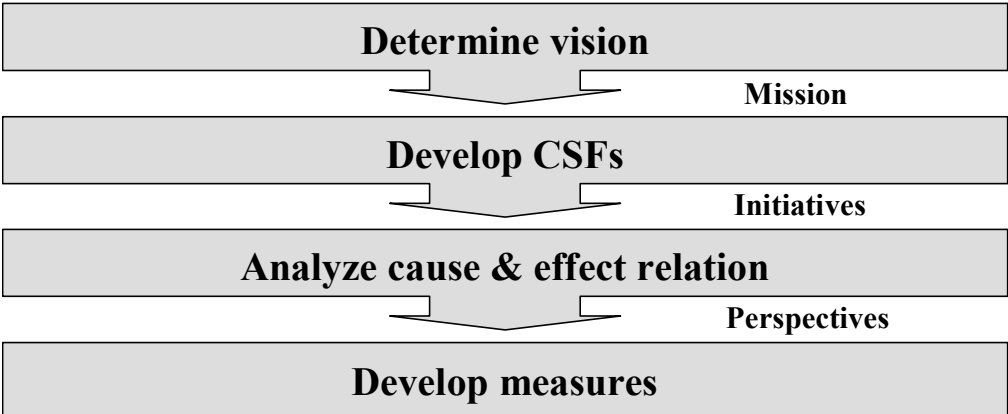 Determine vision
Mission
Develop CSFs
Initiatives
Analyze cause & effect relation
Perspectives
Develop measures